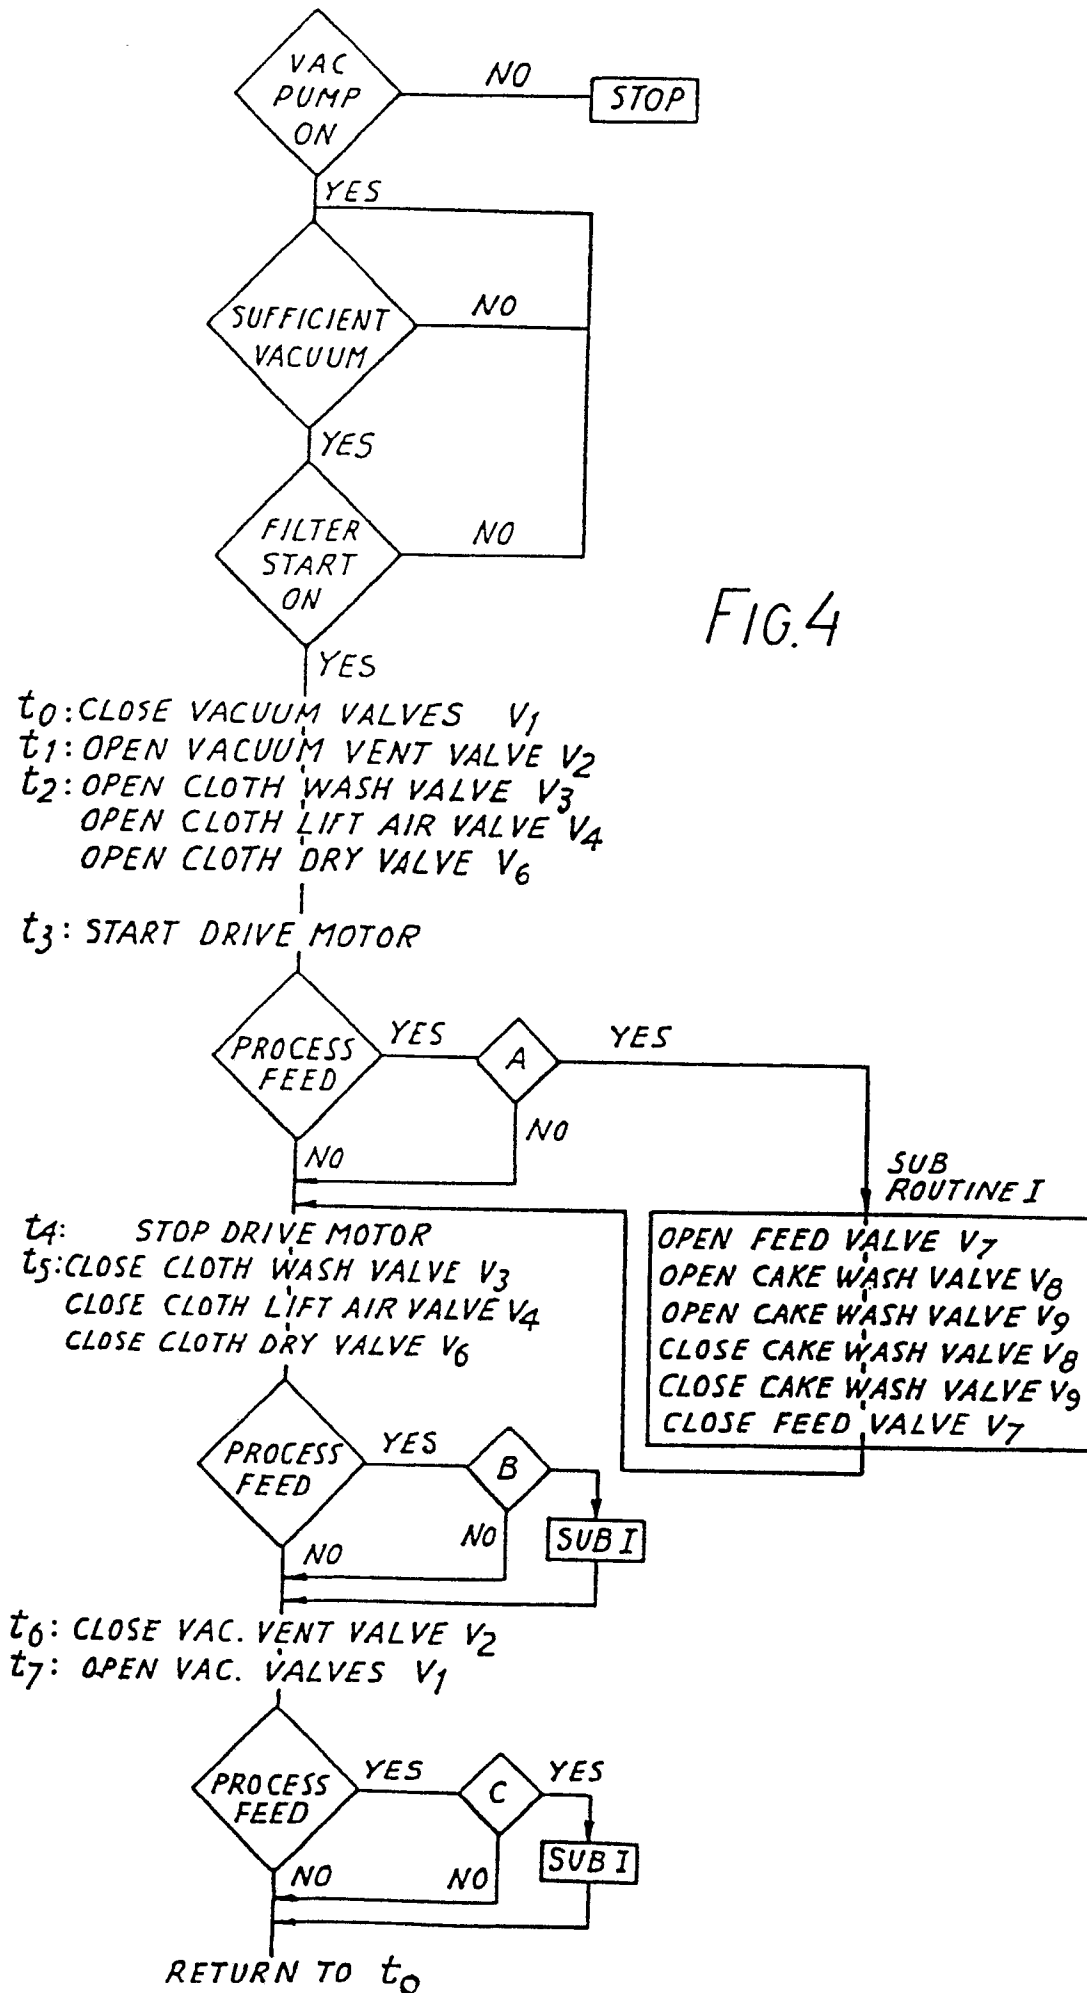 VAC
PUMP
ON
NO
STOP
YES
SUFFICIENT
VACUUM
NO
YES
FILTER
START
ON
NO
YES
FIG.4
t0: CLOSE VACUUM VALVES V1
t1: OPEN VACUUM VENT VALVE V2
t2: OPEN CLOTH WASH VALVE V3
OPEN CLOTH LIFT AIR VALVE V4
OPEN CLOTH DRY VALVE V6
t3: START DRIVE MOTOR
PROCESS
FEED
YES
A
YES
NO
NO
SUB
ROUTINE I
OPEN FEED VALVE V7
OPEN CAKE WASH VALVE V8
OPEN CAKE WASH VALVE V9
CLOSE CAKE WASH VALVE V8
CLOSE CAKE WASH VALVE V9
CLOSE FEED VALVE V7
t4: STOP DRIVE MOTOR
t5: CLOSE CLOTH WASH VALVE V3
CLOSE CLOTH LIFT AIR VALVE V4
CLOSE CLOTH DRY VALVE V6
PROCESS
FEED
YES
B
NO
NO
SUB I
t6: CLOSE VAC. VENT VALVE V2
t7: OPEN VAC. VALVES V1
PROCESS
FEED
YES
C
YES
NO
NO
SUB I
RETURN TO t0